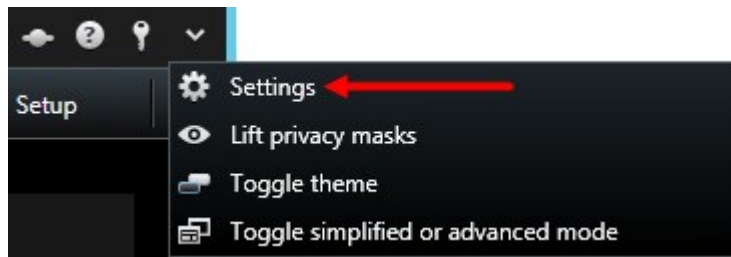 Setup
Settings
Lift privacy masks
Toggle theme
Toggle simplified or advanced mode